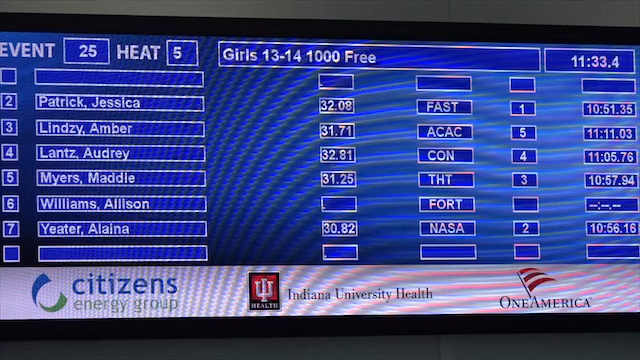 EVENT 25 HEAT 5 Girls 13-14 1000 Free 11:33.4
2 Patrick, Jessica 32.08 FAST 1 10:51.35
3 Lindzy, Amber 31.71 ACAC 5 11:11.03
4 Lantz, Audrey 32.81 CON 4 11:05.76
5 Myers, Maddie 31.25 THT 3 10:57.94
6 Williams, Allison FORT --:--.--
7 Yeater, Alaina 30.82 NASA 2 10:56.16
citizens
energy group
HEALTH
Indiana University Health
ONEAMERICA